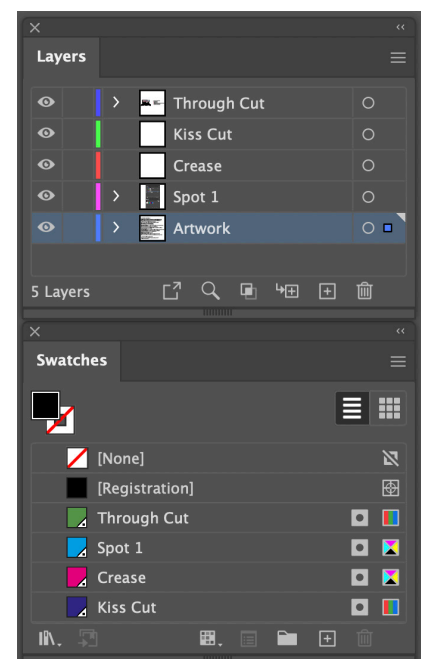 Layers
Through Cut
Kiss Cut
Crease
Spot 1
Artwork
5 Layers
Swatches
[None]
[Registration]
Through Cut
Spot 1
Crease
Kiss Cut